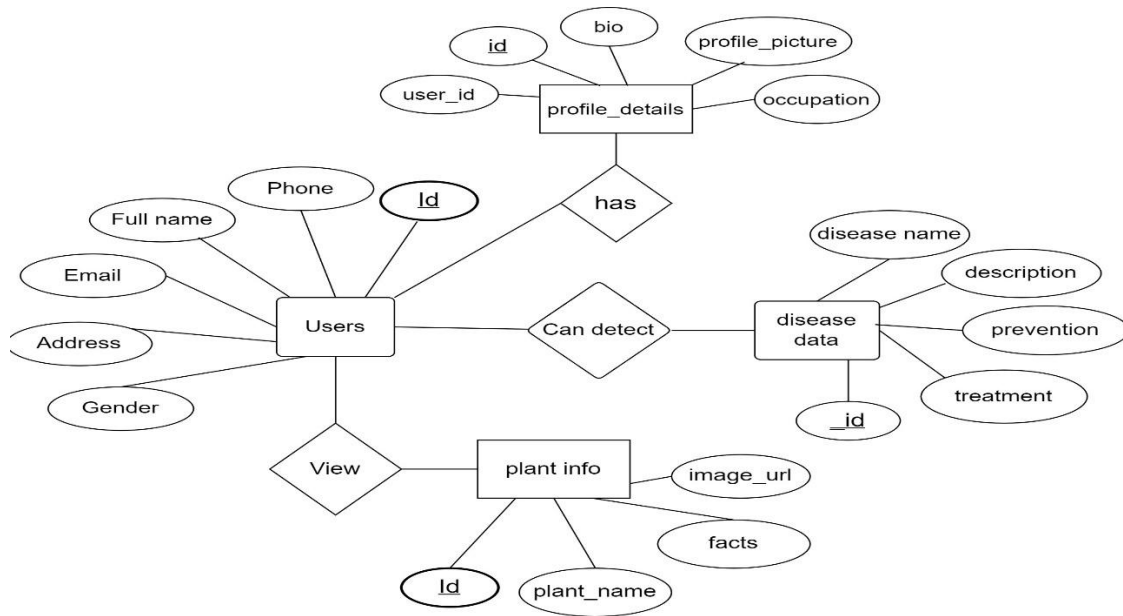 bio
id
profile_picture
user_id
profile_details
occupation
Phone
Id
has
Full name
disease name
Email
description
Users
Can detect
disease
data
prevention
Address
treatment
Gender
_id
View
plant info
image_url
facts
Id
plant_name